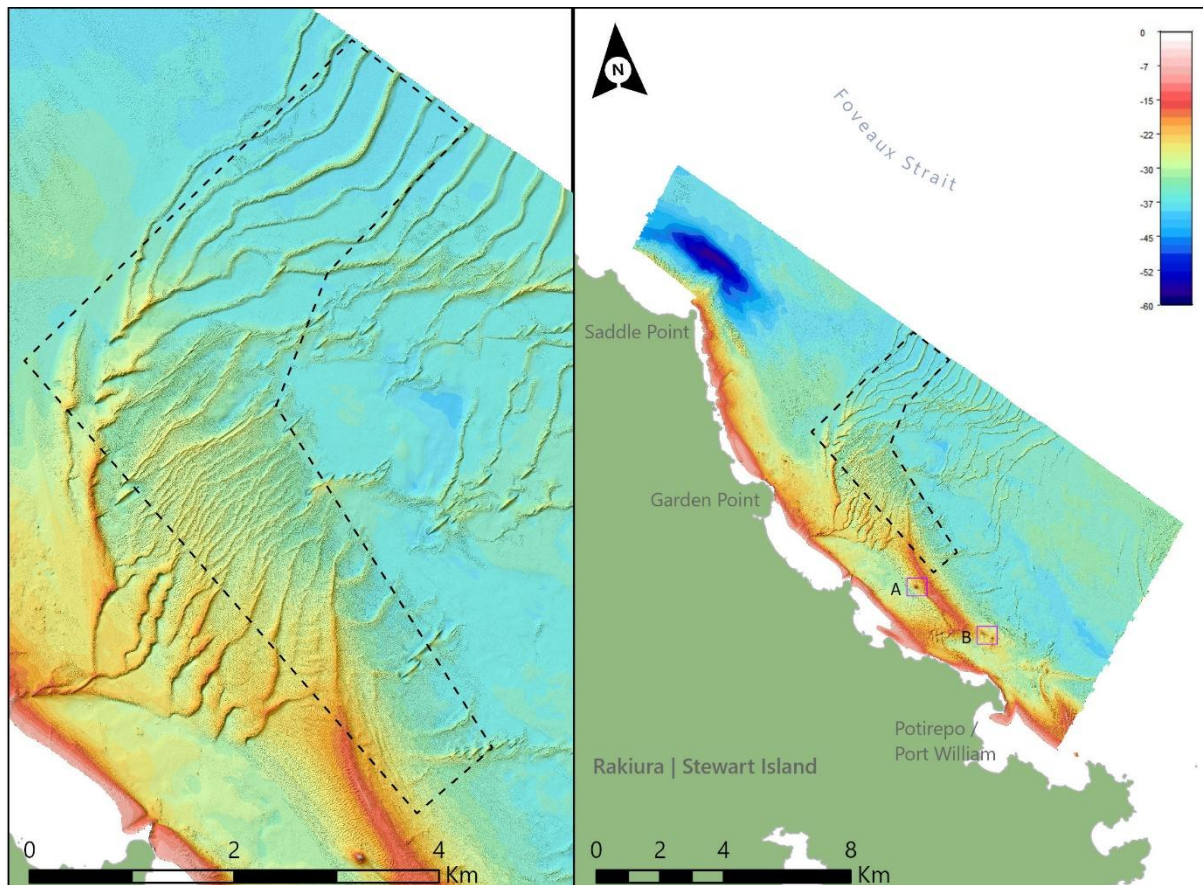 0 2 4
Km
N
Foveaux Strait
0
-7
-15
-22
-30
-37
-45
-52
-60
Saddle Point
Garden Point
A
B
Potirepo /
Port William
Rakiura | Stewart Island
0 2 4 8
Km